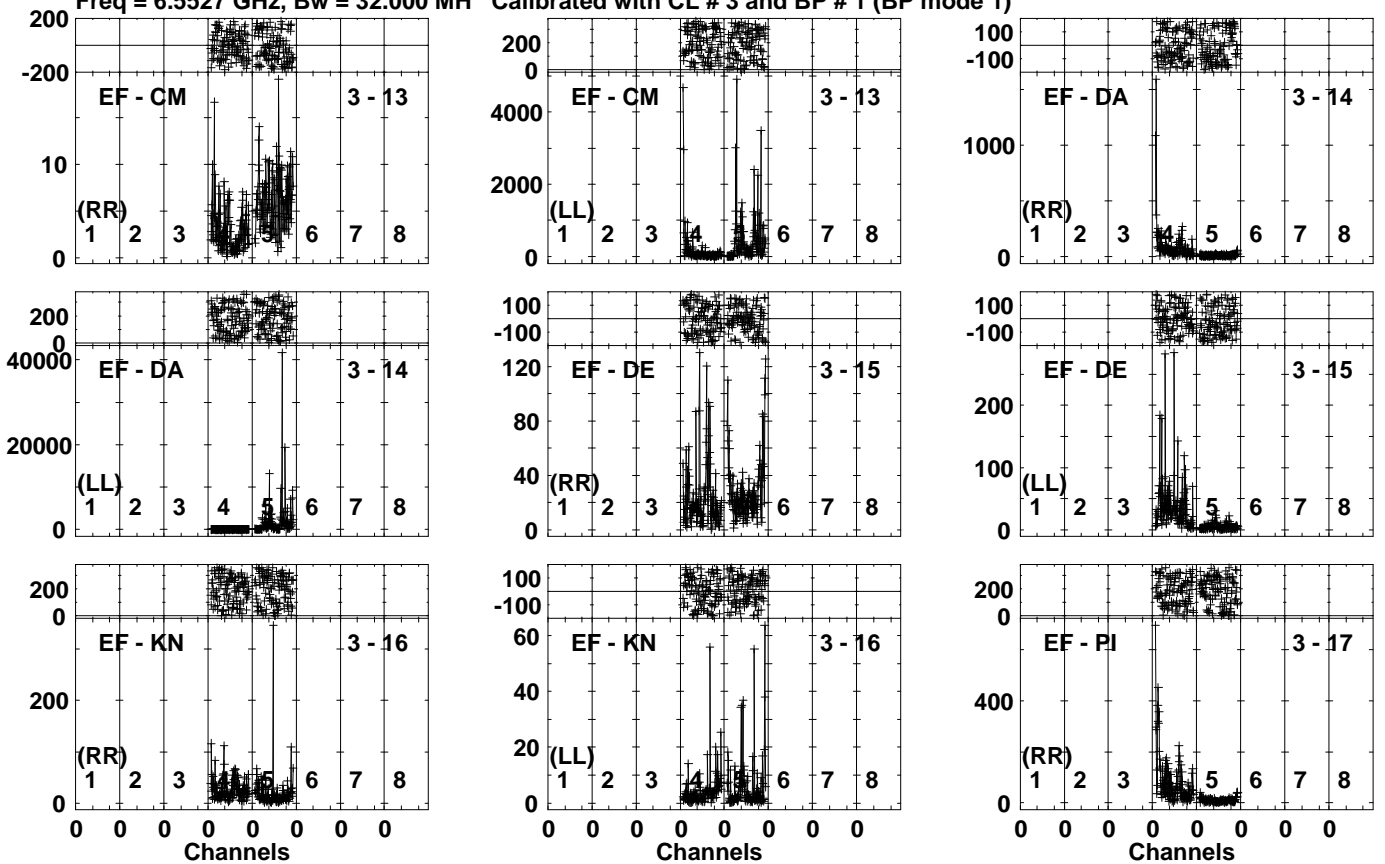 Freq = 6.5527 GHz, Bw = 32.000 MH Calibrated with CL # 3 and BP # 1 (BP mode 1)
200
-200
EF - CM 3 - 13
10
0
(RR)
1 2 3 5 6 7 8
200
0
EF - CM 3 - 13
4000
2000
0
(LL)
1 2 3 4 6 7 8
100
-100
EF - DA 3 - 14
1000
0
(RR)
1 2 3 4 5 6 7 8
200
0
EF - DA 3 - 14
40000
20000
0
(LL)
1 2 3 4 5 6 7 8
100
-100
EF - DE 3 - 15
120
80
40
0
(RR)
1 2 3 6 7 8
100
-100
EF - DE 3 - 15
200
100
0
(LL)
1 2 3 5 6 7 8
200
0
EF - KN 3 - 16
200
0
(RR)
1 2 3 4 5 6 7 8
0 0 0 0 0 0 0 0
Channels
100
-100
EF - KN 3 - 16
60
40
20
0
(LL)
1 2 3 4 5 6 7 8
0 0 0 0 0 0 0 0
Channels
200
0
EF - PI 3 - 17
400
0
(RR)
1 2 3 5 6 7 8
0 0 0 0 0 0 0 0
Channels